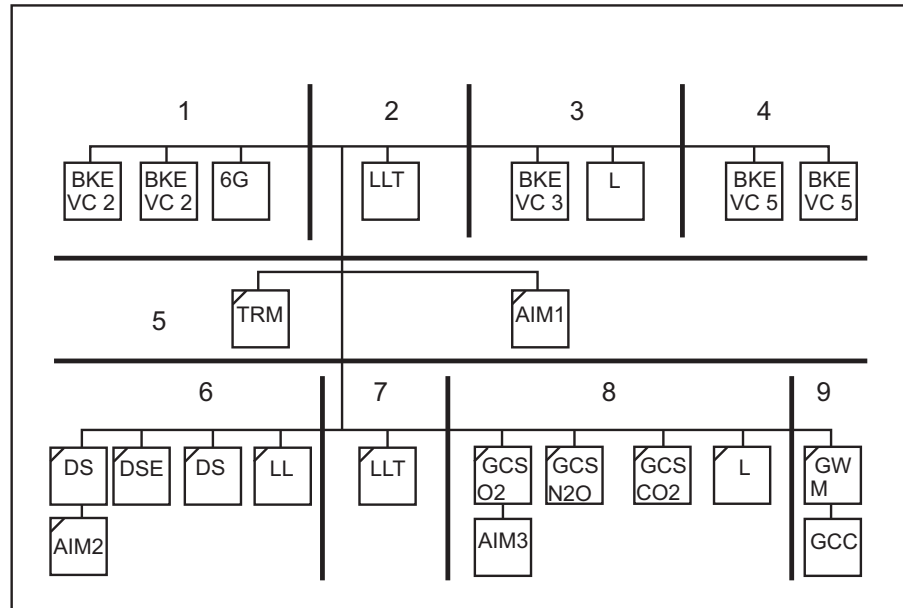 1
2
3
4
BKE
VC 2
BKE
VC 2
6G
LLT
BKE
VC 3
L
BKE
VC 5
BKE
VC 5
5
TRM
AIM1
6
7
8
9
DS
DSE
DS
LL
LLT
GCS
O2
GCS
N2O
GCS
CO2
L
GW
M
AIM2
AIM3
GCC